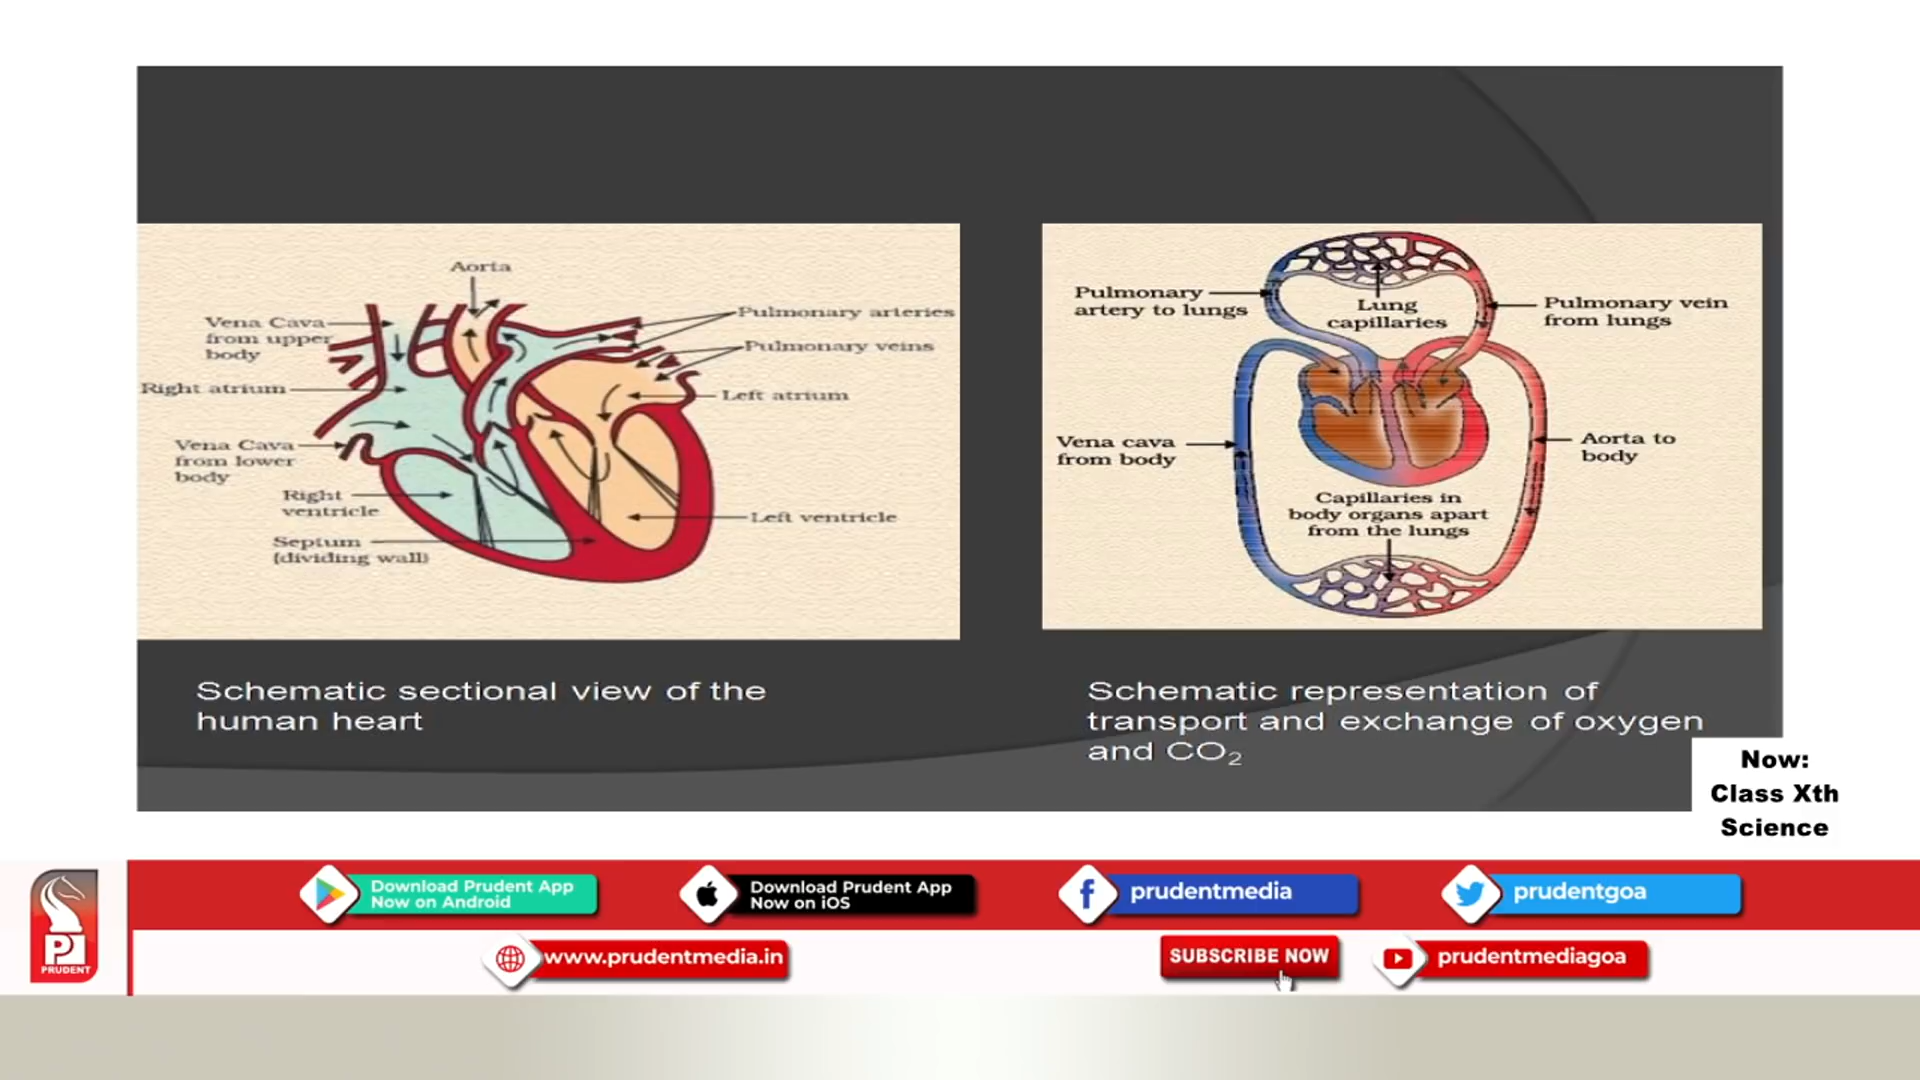 Aorta
Vena Cava
from upper
body
Right atrium
Vena Cava
from lower
body
Right
ventricle
Septum
(dividing wall)
Pulmonary arteries
Pulmonary veins
Left atrium
Left ventricle
Schematic sectional view of the
human heart
Pulmonary
artery to lungs
Lung
capillaries
Pulmonary vein
from lungs
Vena cava
from body
Aorta to
body
Capillaries in
body organs apart
from the lungs
Schematic representation of
transport and exchange of oxygen
and CO₂
Now:
Class Xth
Science
PRUDENT
Download Prudent App
Now on Android
Download Prudent App
Now on iOS
prudentmedia
prudentgoa
www.prudentmedia.in
SUBSCRIBE NOW
prudentmediagoa